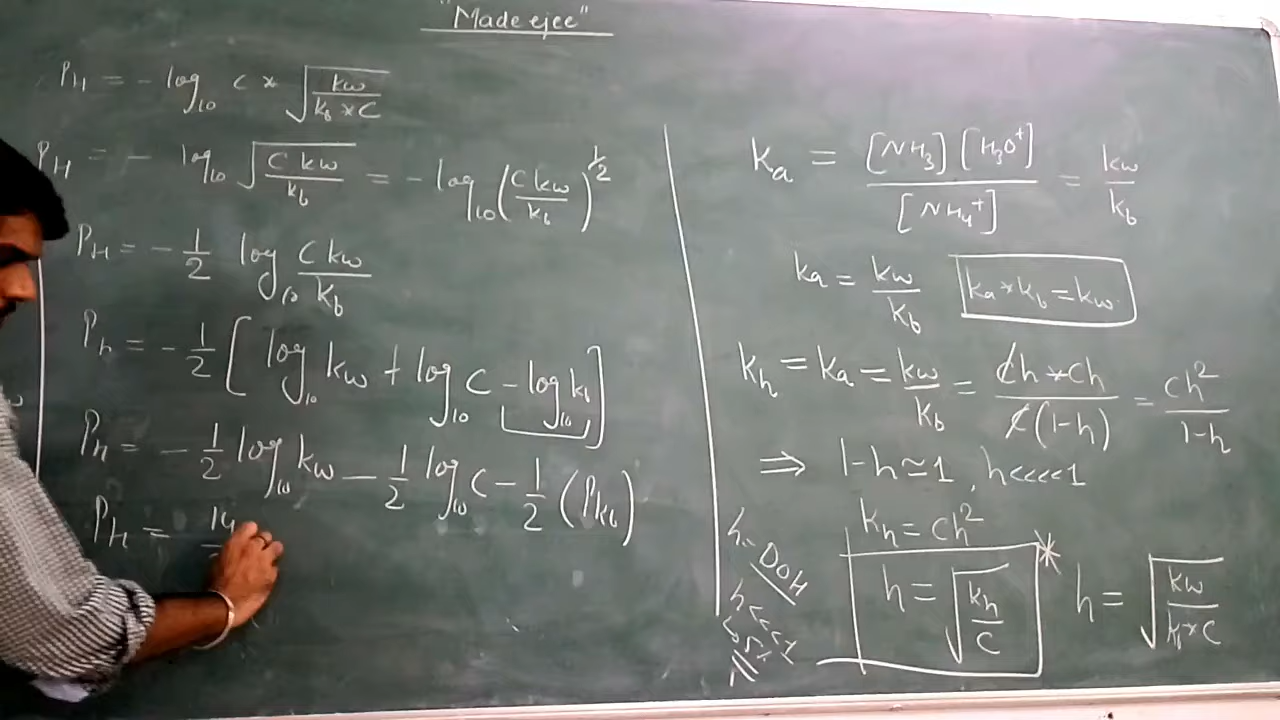 "Made ejee"
PH = - log10 C * √(kw / kb * C)
PH = - log10 √(C kw / kb) = - log10 (C kw / kb)^1/2
PH = - 1/2 log10 C kw / kb
Ph = - 1/2 [ log10 kw + log10 C - log10 kb ]
Ph = - 1/2 log10 kw - 1/2 log10 C - 1/2 (Pkb)
Ph = 14
Ka = [NH3] [H3O+] / [NH4+] = kw / kb
ka = kw / kb
ka * kb = kw
kh = ka = kw / kb = Ch * Ch / C(1-h) = Ch² / 1-h
⇒ 1-h ≃ 1, h<<<<1
kh = Ch²
h = √(kh / C) *
h = √(kw / kb * C)
h - DOH